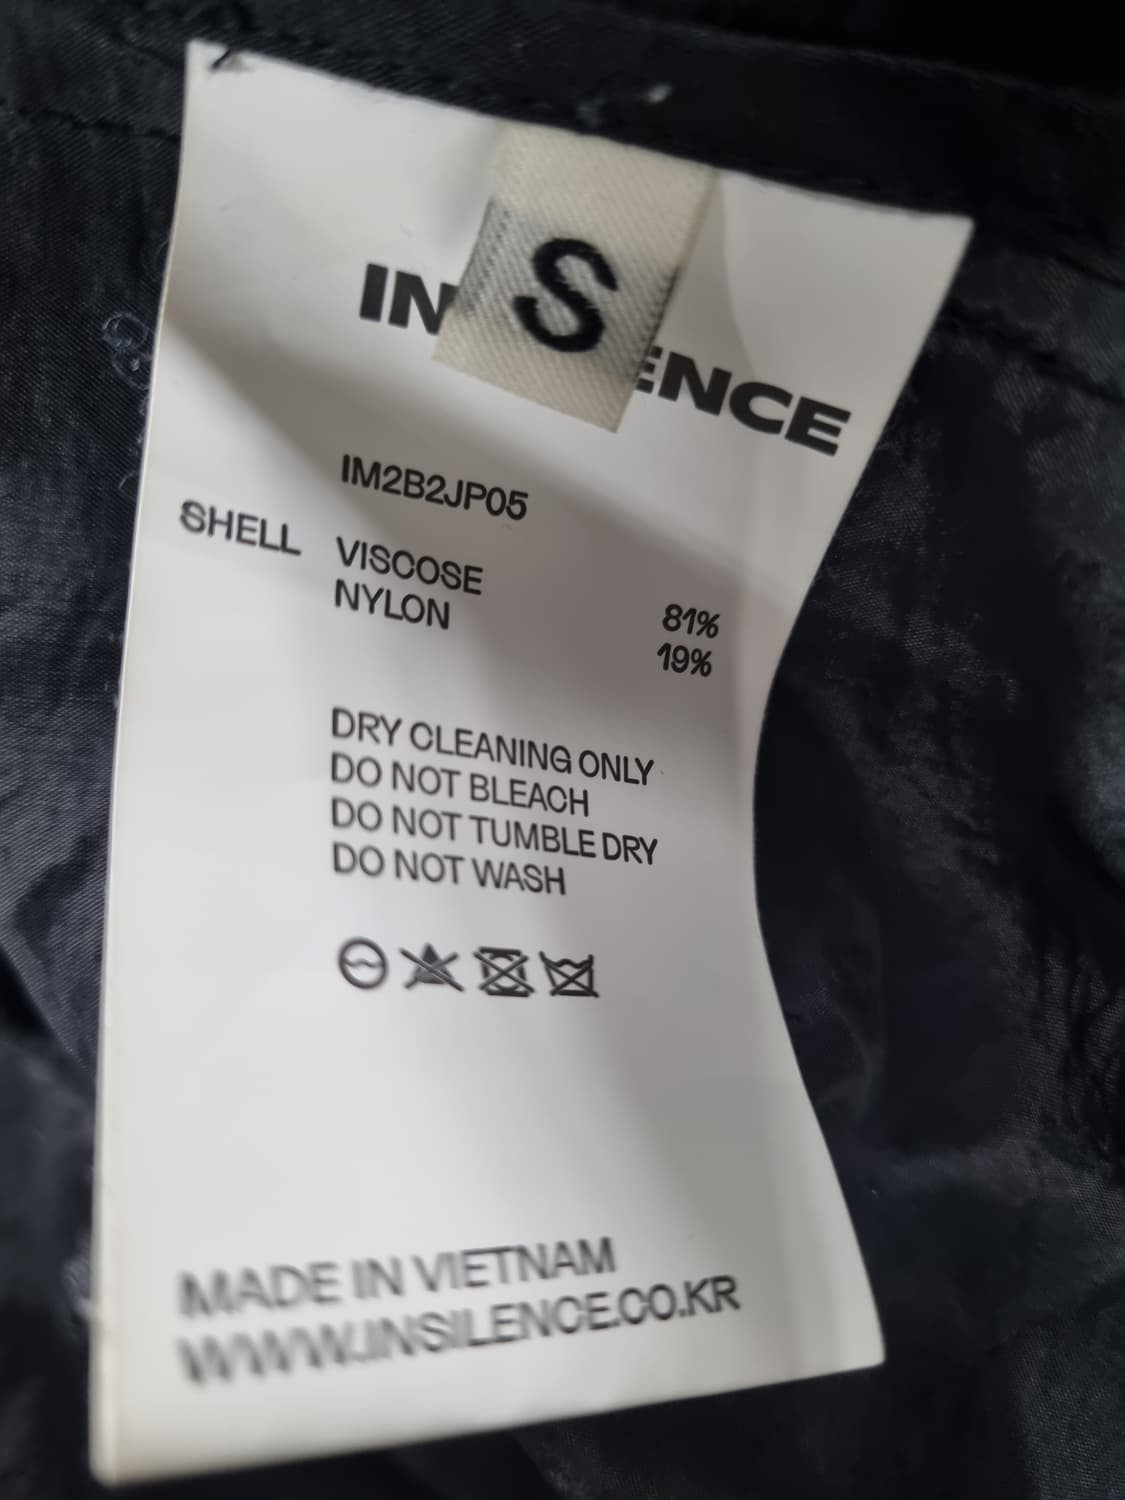 S
IN ENCE
IM2B2JP05
SHELL VISCOSE 81%
NYLON 19%
DRY CLEANING ONLY
DO NOT BLEACH
DO NOT TUMBLE DRY
DO NOT WASH
MADE IN VIETNAM
WWW.INSILENCE.CO.KR